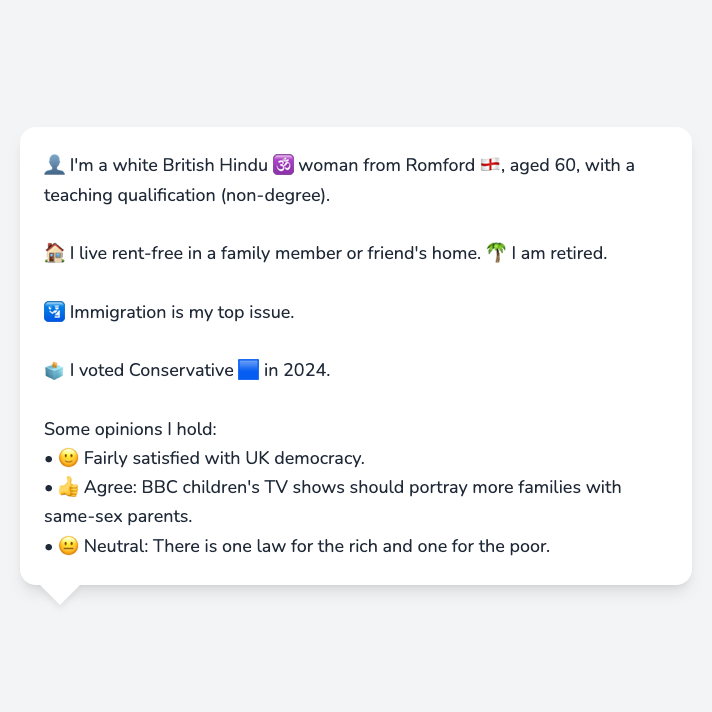 👤 I'm a white British Hindu 🕉️ woman from Romford 🏴󠁧󠁢󠁥󠁮󠁧󠁿, aged 60, with a
teaching qualification (non-degree).
🏠 I live rent-free in a family member or friend's home. 🌴 I am retired.
🛂 Immigration is my top issue.
🗳️ I voted Conservative 🟦 in 2024.
Some opinions I hold:
• 🙂 Fairly satisfied with UK democracy.
• 👍 Agree: BBC children's TV shows should portray more families with
same-sex parents.
• 😐 Neutral: There is one law for the rich and one for the poor.